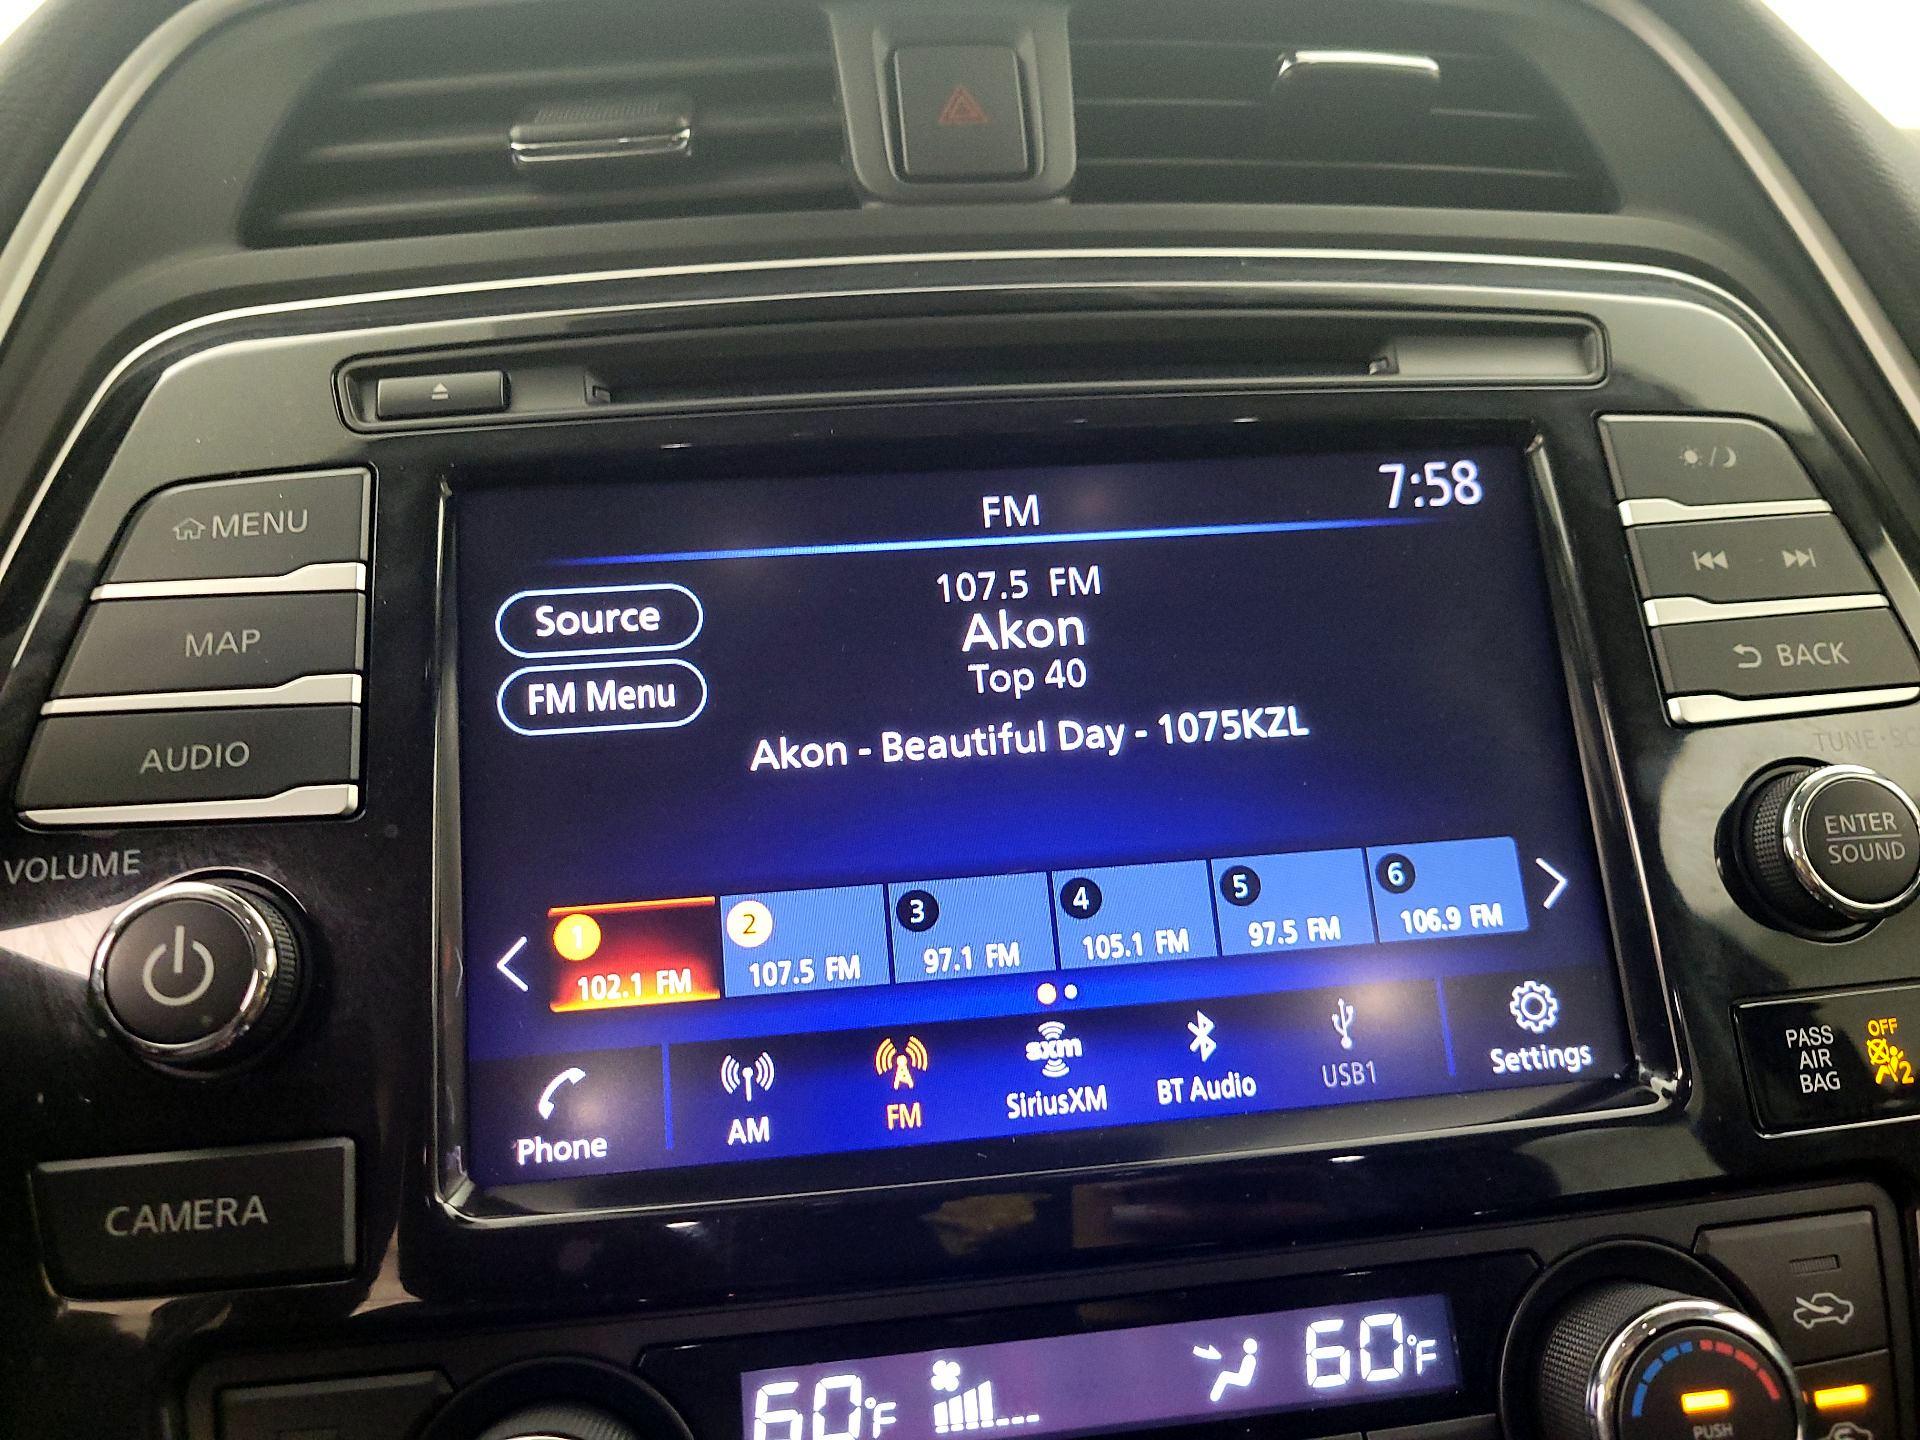 MENU
MAP
AUDIO
VOLUME
CAMERA
FM
7:58
Source
FM Menu
107.5 FM
Akon
Top 40
Akon - Beautiful Day - 1075KZL
1
102.1 FM
2
107.5 FM
3
97.1 FM
4
105.1 FM
5
97.5 FM
6
106.9 FM
Phone
AM
FM
sxm
SiriusXM
BT Audio
USB1
Settings
BACK
TUNE·SC
ENTER
SOUND
PASS
AIR
BAG
OFF
2
60°F
60°F
PUSH